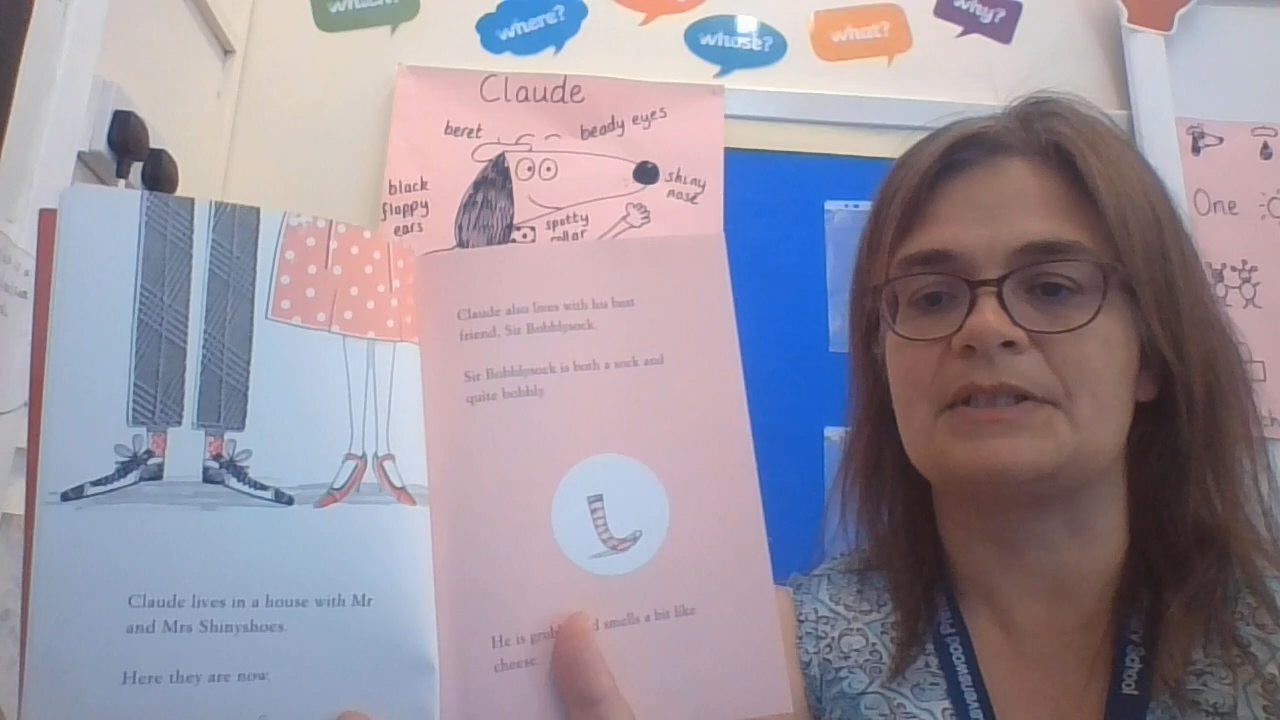 where?
whose?
what?
why?
Claude
beret
beady eyes
black
floppy
ears
shiny
nose
spotty
collar
One
Claude also lives with his best
friend, Sir Bobblysock.
Sir Bobblysock is both a sock and
quite bobbly.
He is smells a bit like
cheese.
Claude lives in a house with Mr
and Mrs Shinyshoes.
Here they are now.
School